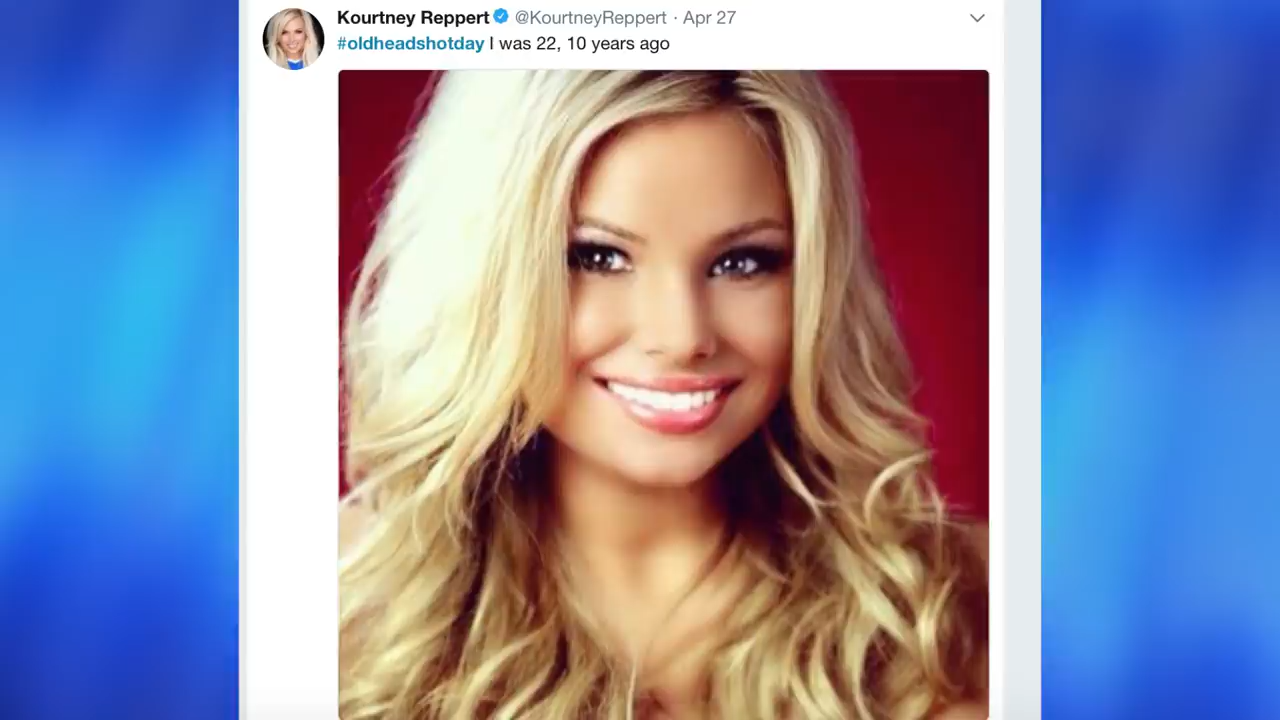 Kourtney Reppert @KourtneyReppert · Apr 27
#oldheadshotday I was 22, 10 years ago